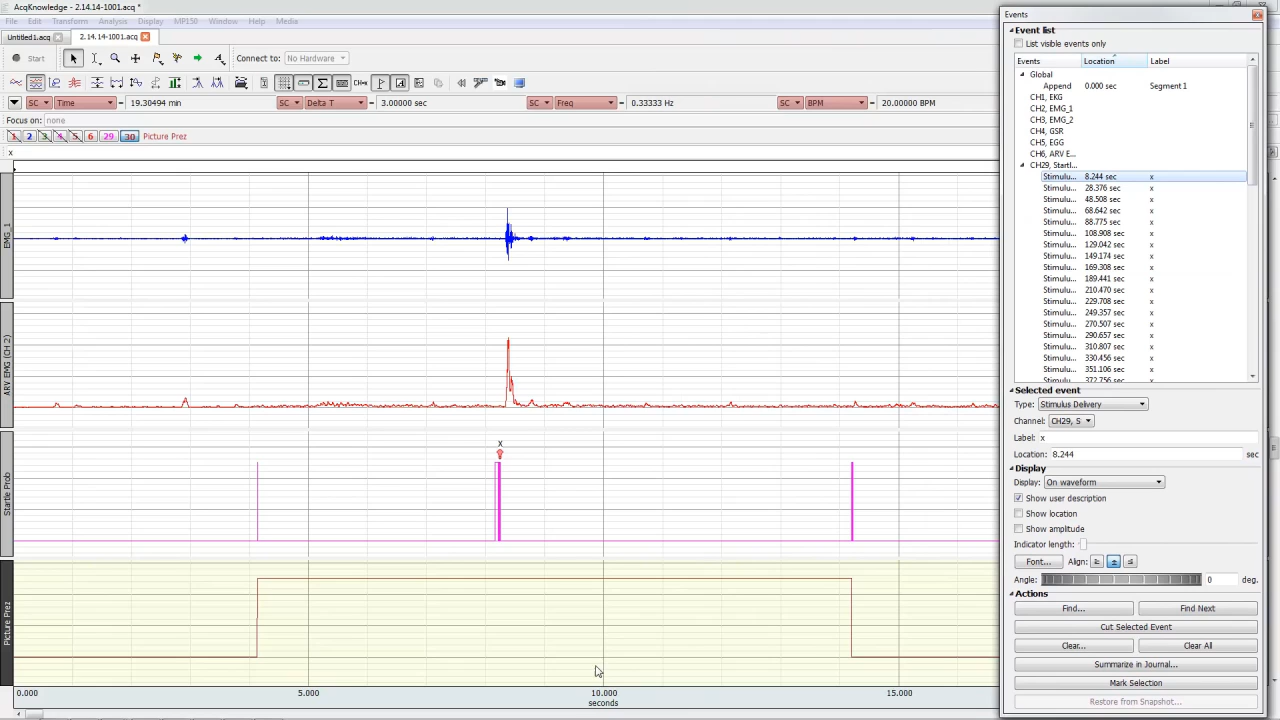 AcqKnowledge - 2.14.14-1001.acq *
File Edit Transform Analysis Display MP150 Window Help Media
Untitled1.acq 2.14.14-1001.acq
Start Connect to: No Hardware
SC Time 19.30494 min SC Delta T 3.00000 sec SC Freq 0.33333 Hz SC BPM 20.00000 BPM
Focus on: none
1 2 3 4 5 6 29 30 Picture Prez
x
EMG_1
ARV EMG (CH 2)
Startle Prob
x
Picture Prez
0.000 5.000 10.000 15.000
seconds
Events
Event list
List visible events only
Events Location Label
Global
Append 0.000 sec Segment 1
CH1, EKG
CH2, EMG_1
CH3, EMG_2
CH4, GSR
CH5, EGG
CH6, ARV E...
CH29, Startl...
Stimulu... 8.244 sec x
Stimulu... 28.376 sec x
Stimulu... 48.508 sec x
Stimulu... 68.642 sec x
Stimulu... 88.775 sec x
Stimulu... 108.908 sec x
Stimulu... 129.042 sec x
Stimulu... 149.174 sec x
Stimulu... 169.308 sec x
Stimulu... 189.441 sec x
Stimulu... 210.470 sec x
Stimulu... 229.708 sec x
Stimulu... 249.357 sec x
Stimulu... 270.507 sec x
Stimulu... 290.657 sec x
Stimulu... 310.807 sec x
Stimulu... 330.456 sec x
Stimulu... 351.106 sec x
Stimulu... 372.756 sec x
Selected event
Type: Stimulus Delivery
Channel: CH29, S
Label: x
Location: 8.244 sec
Display
Display: On waveform
Show user description
Show location
Show amplitude
Indicator length:
Font... Align:
Angle: 0 deg.
Actions
Find... Find Next
Cut Selected Event
Clear... Clear All
Summarize in Journal...
Mark Selection
Restore from Snapshot...